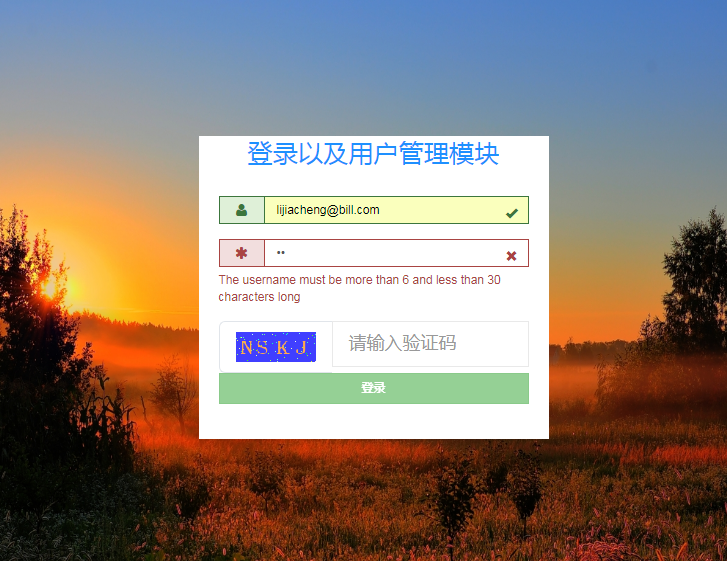 登录以及用户管理模块
lijiacheng@bill.com
••
The username must be more than 6 and less than 30
characters long
NSKJ 请输入验证码
登录